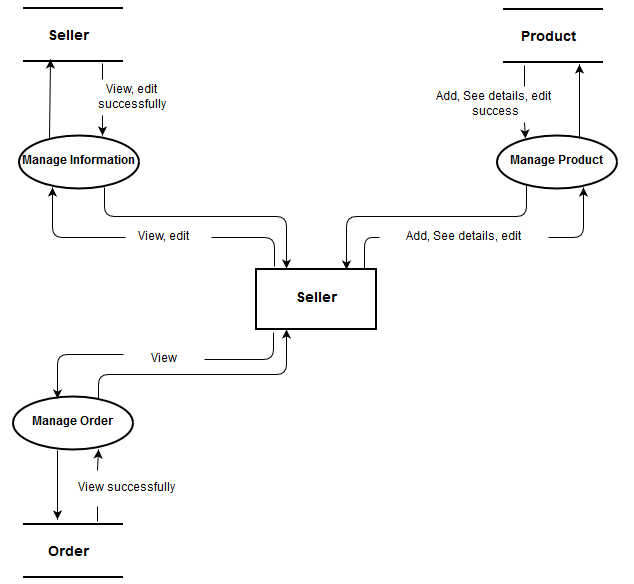 Seller
Product
View, edit
successfully
Add, See details, edit
success
Manage Information
Manage Product
View, edit
Add, See details, edit
Seller
View
Manage Order
View successfully
Order